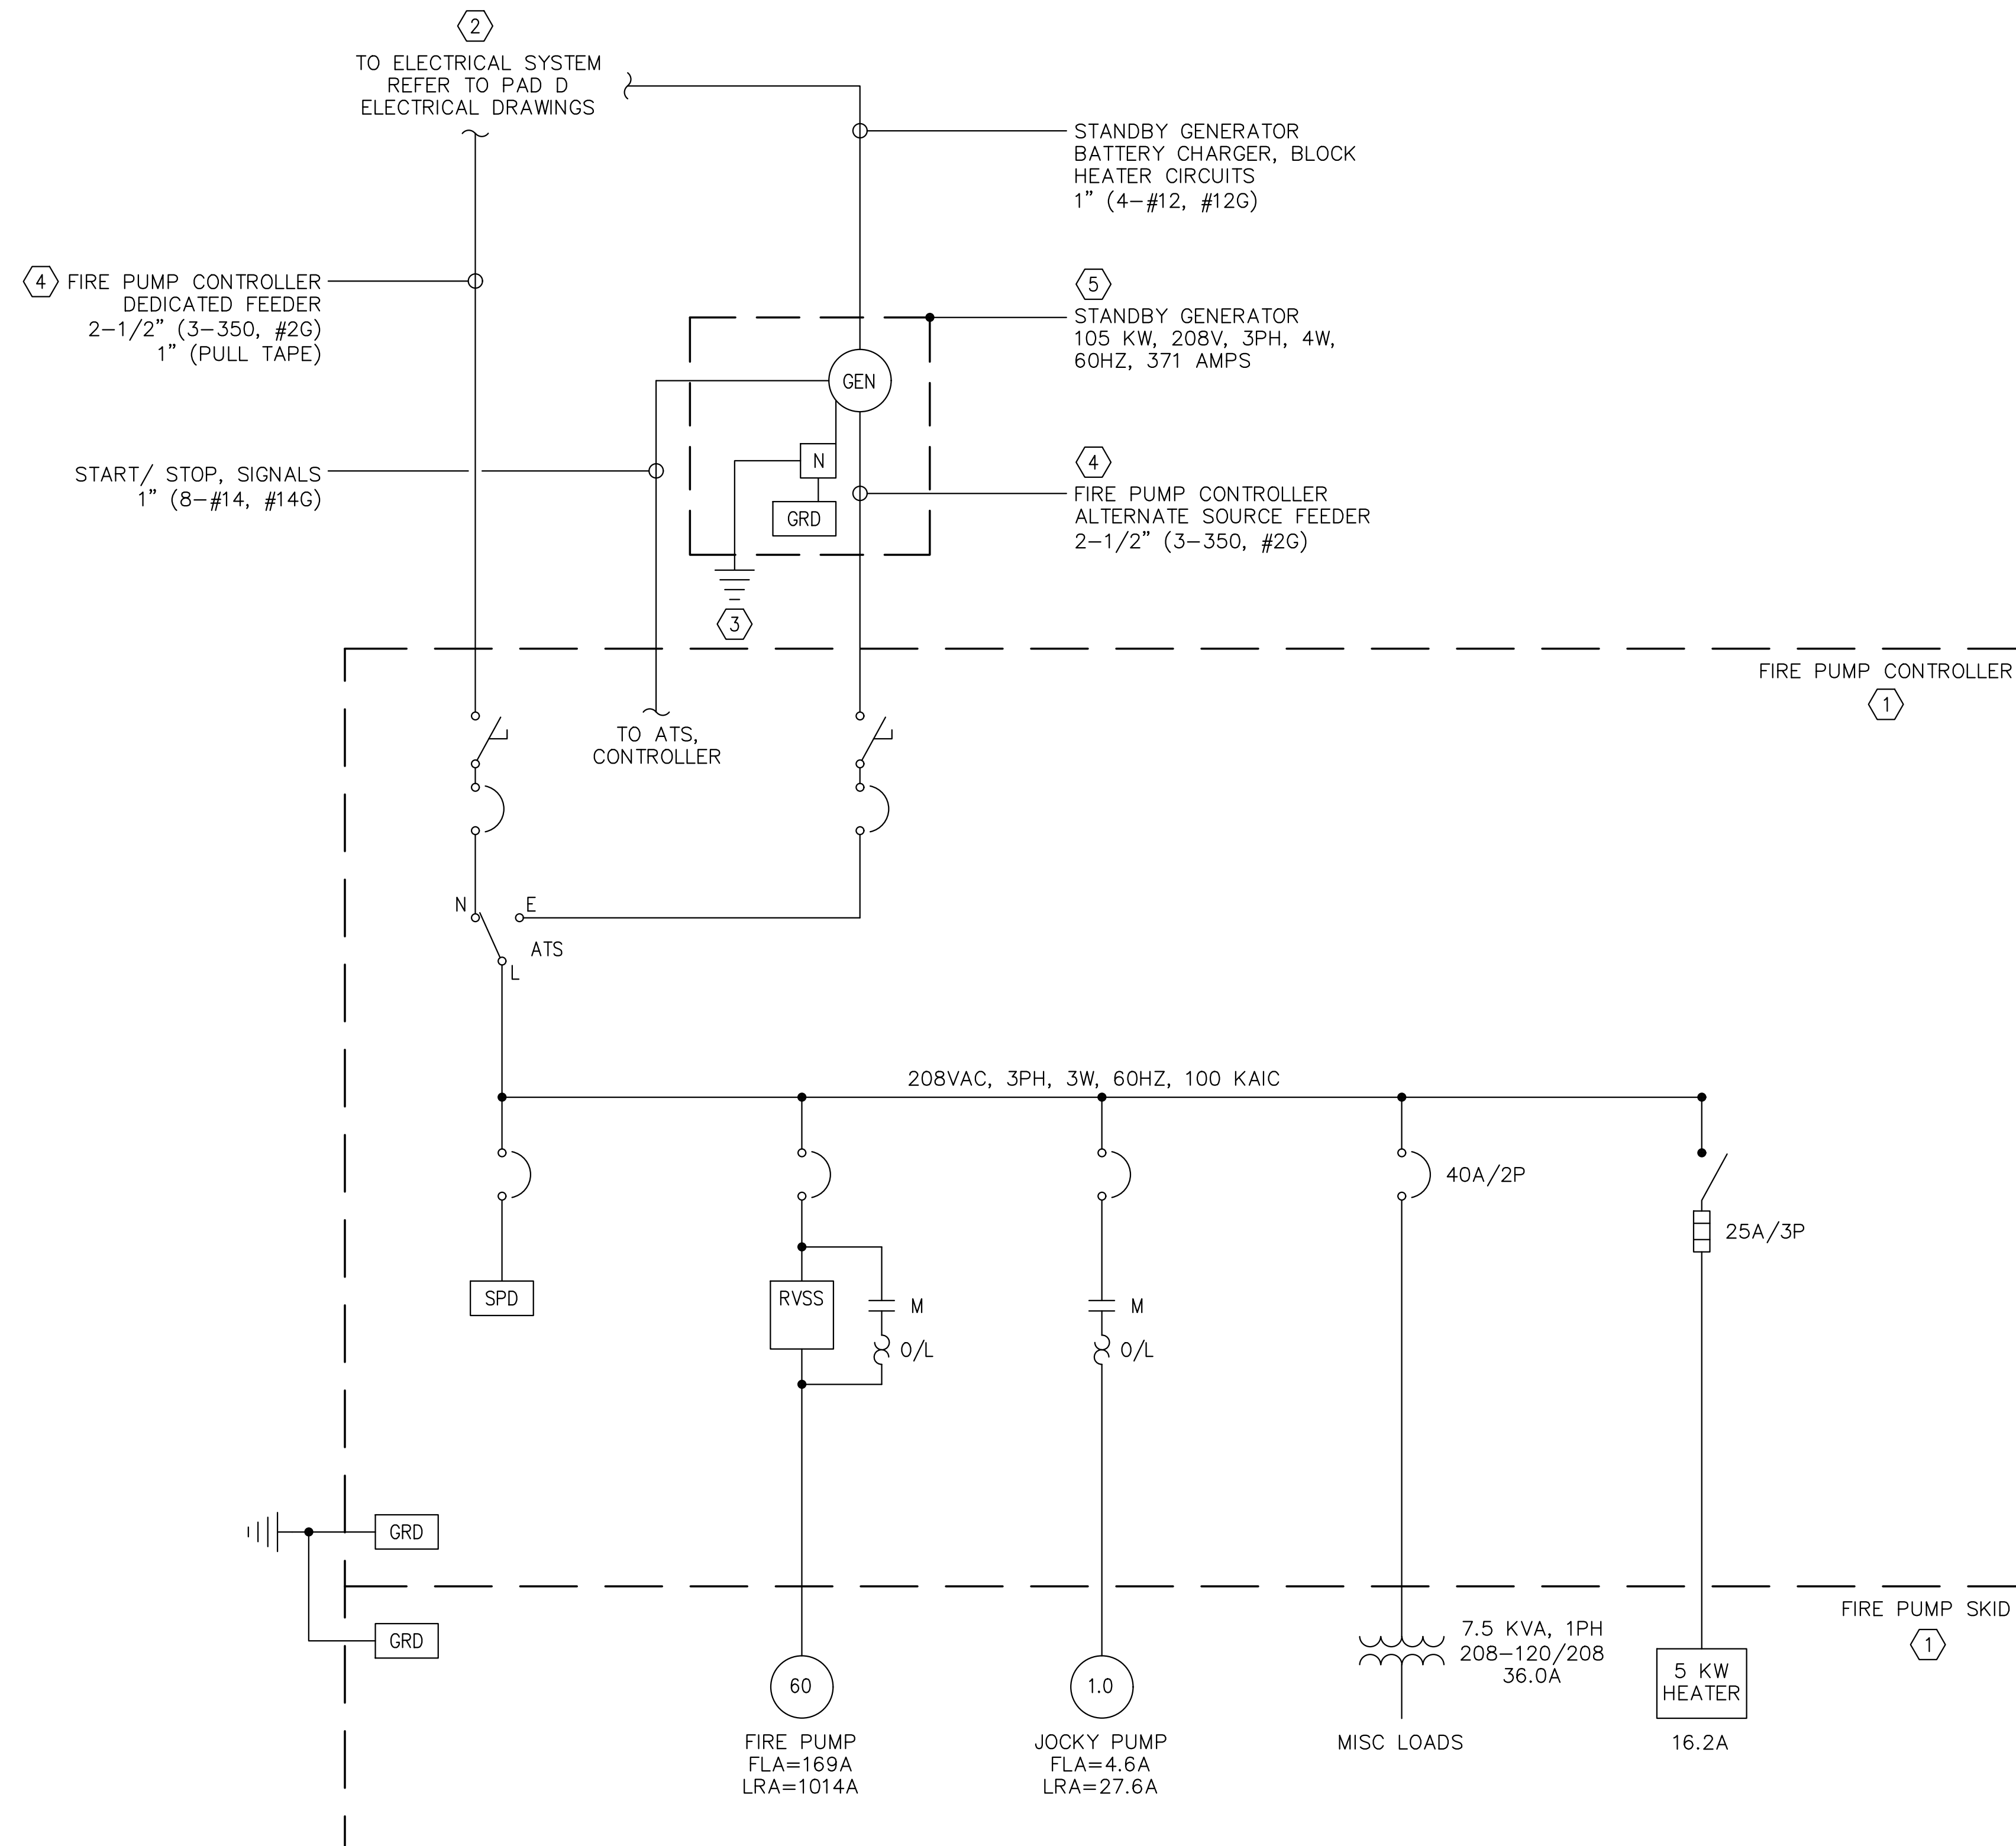 2
TO ELECTRICAL SYSTEM
REFER TO PAD D
ELECTRICAL DRAWINGS
STANDBY GENERATOR
BATTERY CHARGER, BLOCK
HEATER CIRCUITS
1" (4-#12, #12G)
4
FIRE PUMP CONTROLLER
DEDICATED FEEDER
2-1/2" (3-350, #2G)
1" (PULL TAPE)
5
STANDBY GENERATOR
105 KW, 208V, 3PH, 4W,
60HZ, 371 AMPS
GEN
START/ STOP, SIGNALS
1" (8-#14, #14G)
N
GRD
4
FIRE PUMP CONTROLLER
ALTERNATE SOURCE FEEDER
2-1/2" (3-350, #2G)
3
FIRE PUMP CONTROLLER
1
TO ATS,
CONTROLLER
N
E
ATS
L
208VAC, 3PH, 3W, 60HZ, 100 KAIC
40A/2P
25A/3P
SPD
RVSS
M
O/L
M
O/L
GRD
GRD
FIRE PUMP SKID
1
60
FIRE PUMP
FLA=169A
LRA=1014A
1.0
JOCKY PUMP
FLA=4.6A
LRA=27.6A
7.5 KVA, 1PH
208-120/208
36.0A
MISC LOADS
5 KW
HEATER
16.2A